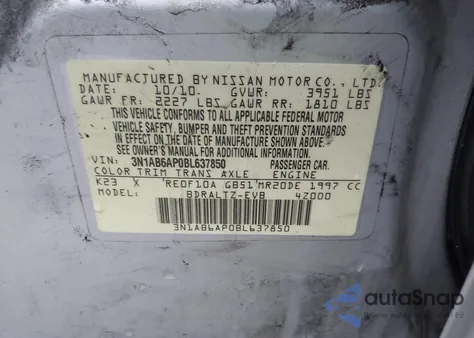 MANUFACTURED BY NISSAN MOTOR CO., LTD.
DATE: 10/10. GVWR: 3951 LBS
GAWR FR: 2227 LBS GAWR RR: 1810 LBS
THIS VEHICLE CONFORMS TO ALL APPLICABLE FEDERAL MOTOR
VEHICLE SAFETY, BUMPER AND THEFT PREVENTION
STANDARDS IN EFFECT ON THE DATE OF MANUFACTURE SHOWN ABOVE.
SEE OWNER'S MANUAL FOR ADDITIONAL INFORMATION
VIN: 3N1AB6AP0BL637850 PASSENGER CAR.
COLOR TRIM TRANS AXLE ENGINE
K23 X RE0F10A GB51 MR20DE 1997 CC
MODEL: BDRALTZ-EVB 4Z000
3N1AB6AP0BL637850
autoSnap